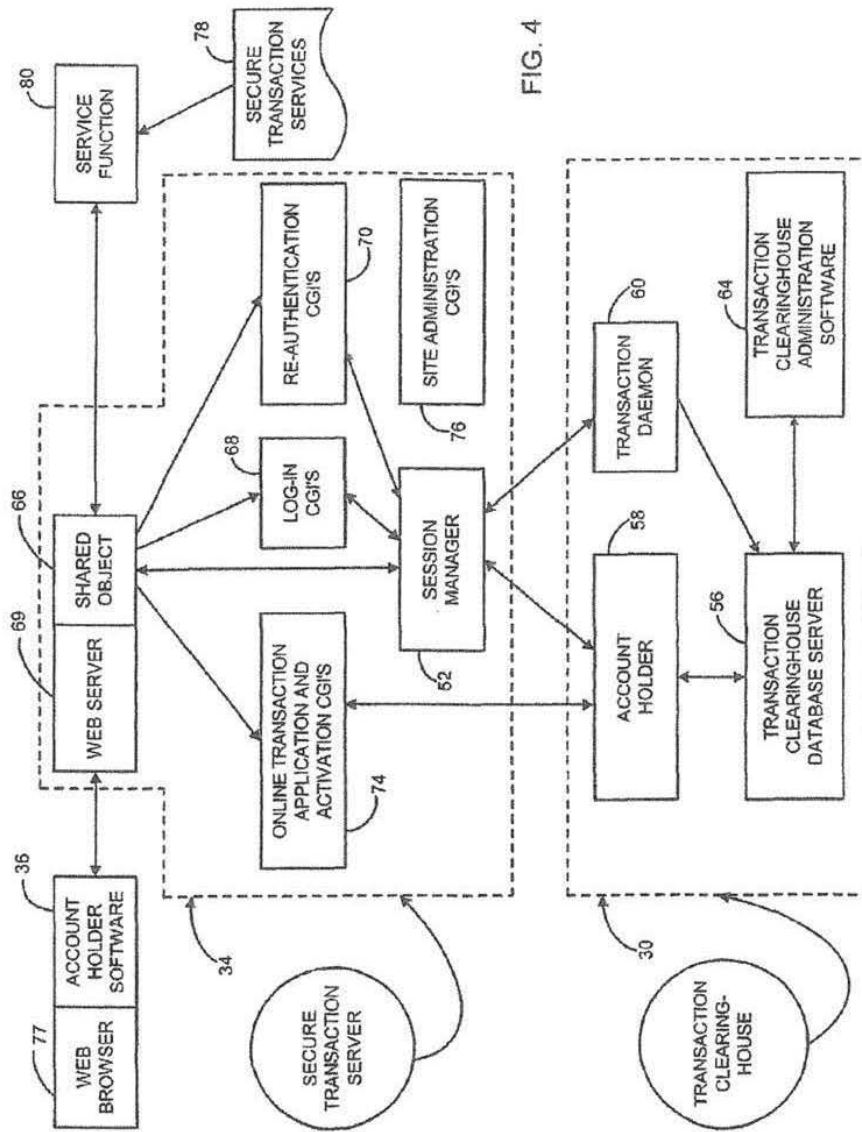 77
WEB
BROWSER
36
ACCOUNT
HOLDER
SOFTWARE
69
WEB SERVER
66
SHARED
OBJECT
80
SERVICE
FUNCTION
78
SECURE
TRANSACTION
SERVICES
34
SECURE
TRANSACTION
SERVER
ONLINE TRANSACTION
APPLICATION AND
ACTIVATION CGI'S
74
68
LOG-IN
CGI'S
RE-AUTHENTICATION
CGI'S
70
SESSION
MANAGER
52
SITE ADMINISTRATION
CGI'S
76
FIG. 4
30
TRANSACTION
CLEARING-
HOUSE
ACCOUNT
HOLDER
58
TRANSACTION
DAEMON
60
56
TRANSACTION
CLEARINGHOUSE
DATABASE SERVER
64
TRANSACTION
CLEARINGHOUSE
ADMINISTRATION
SOFTWARE